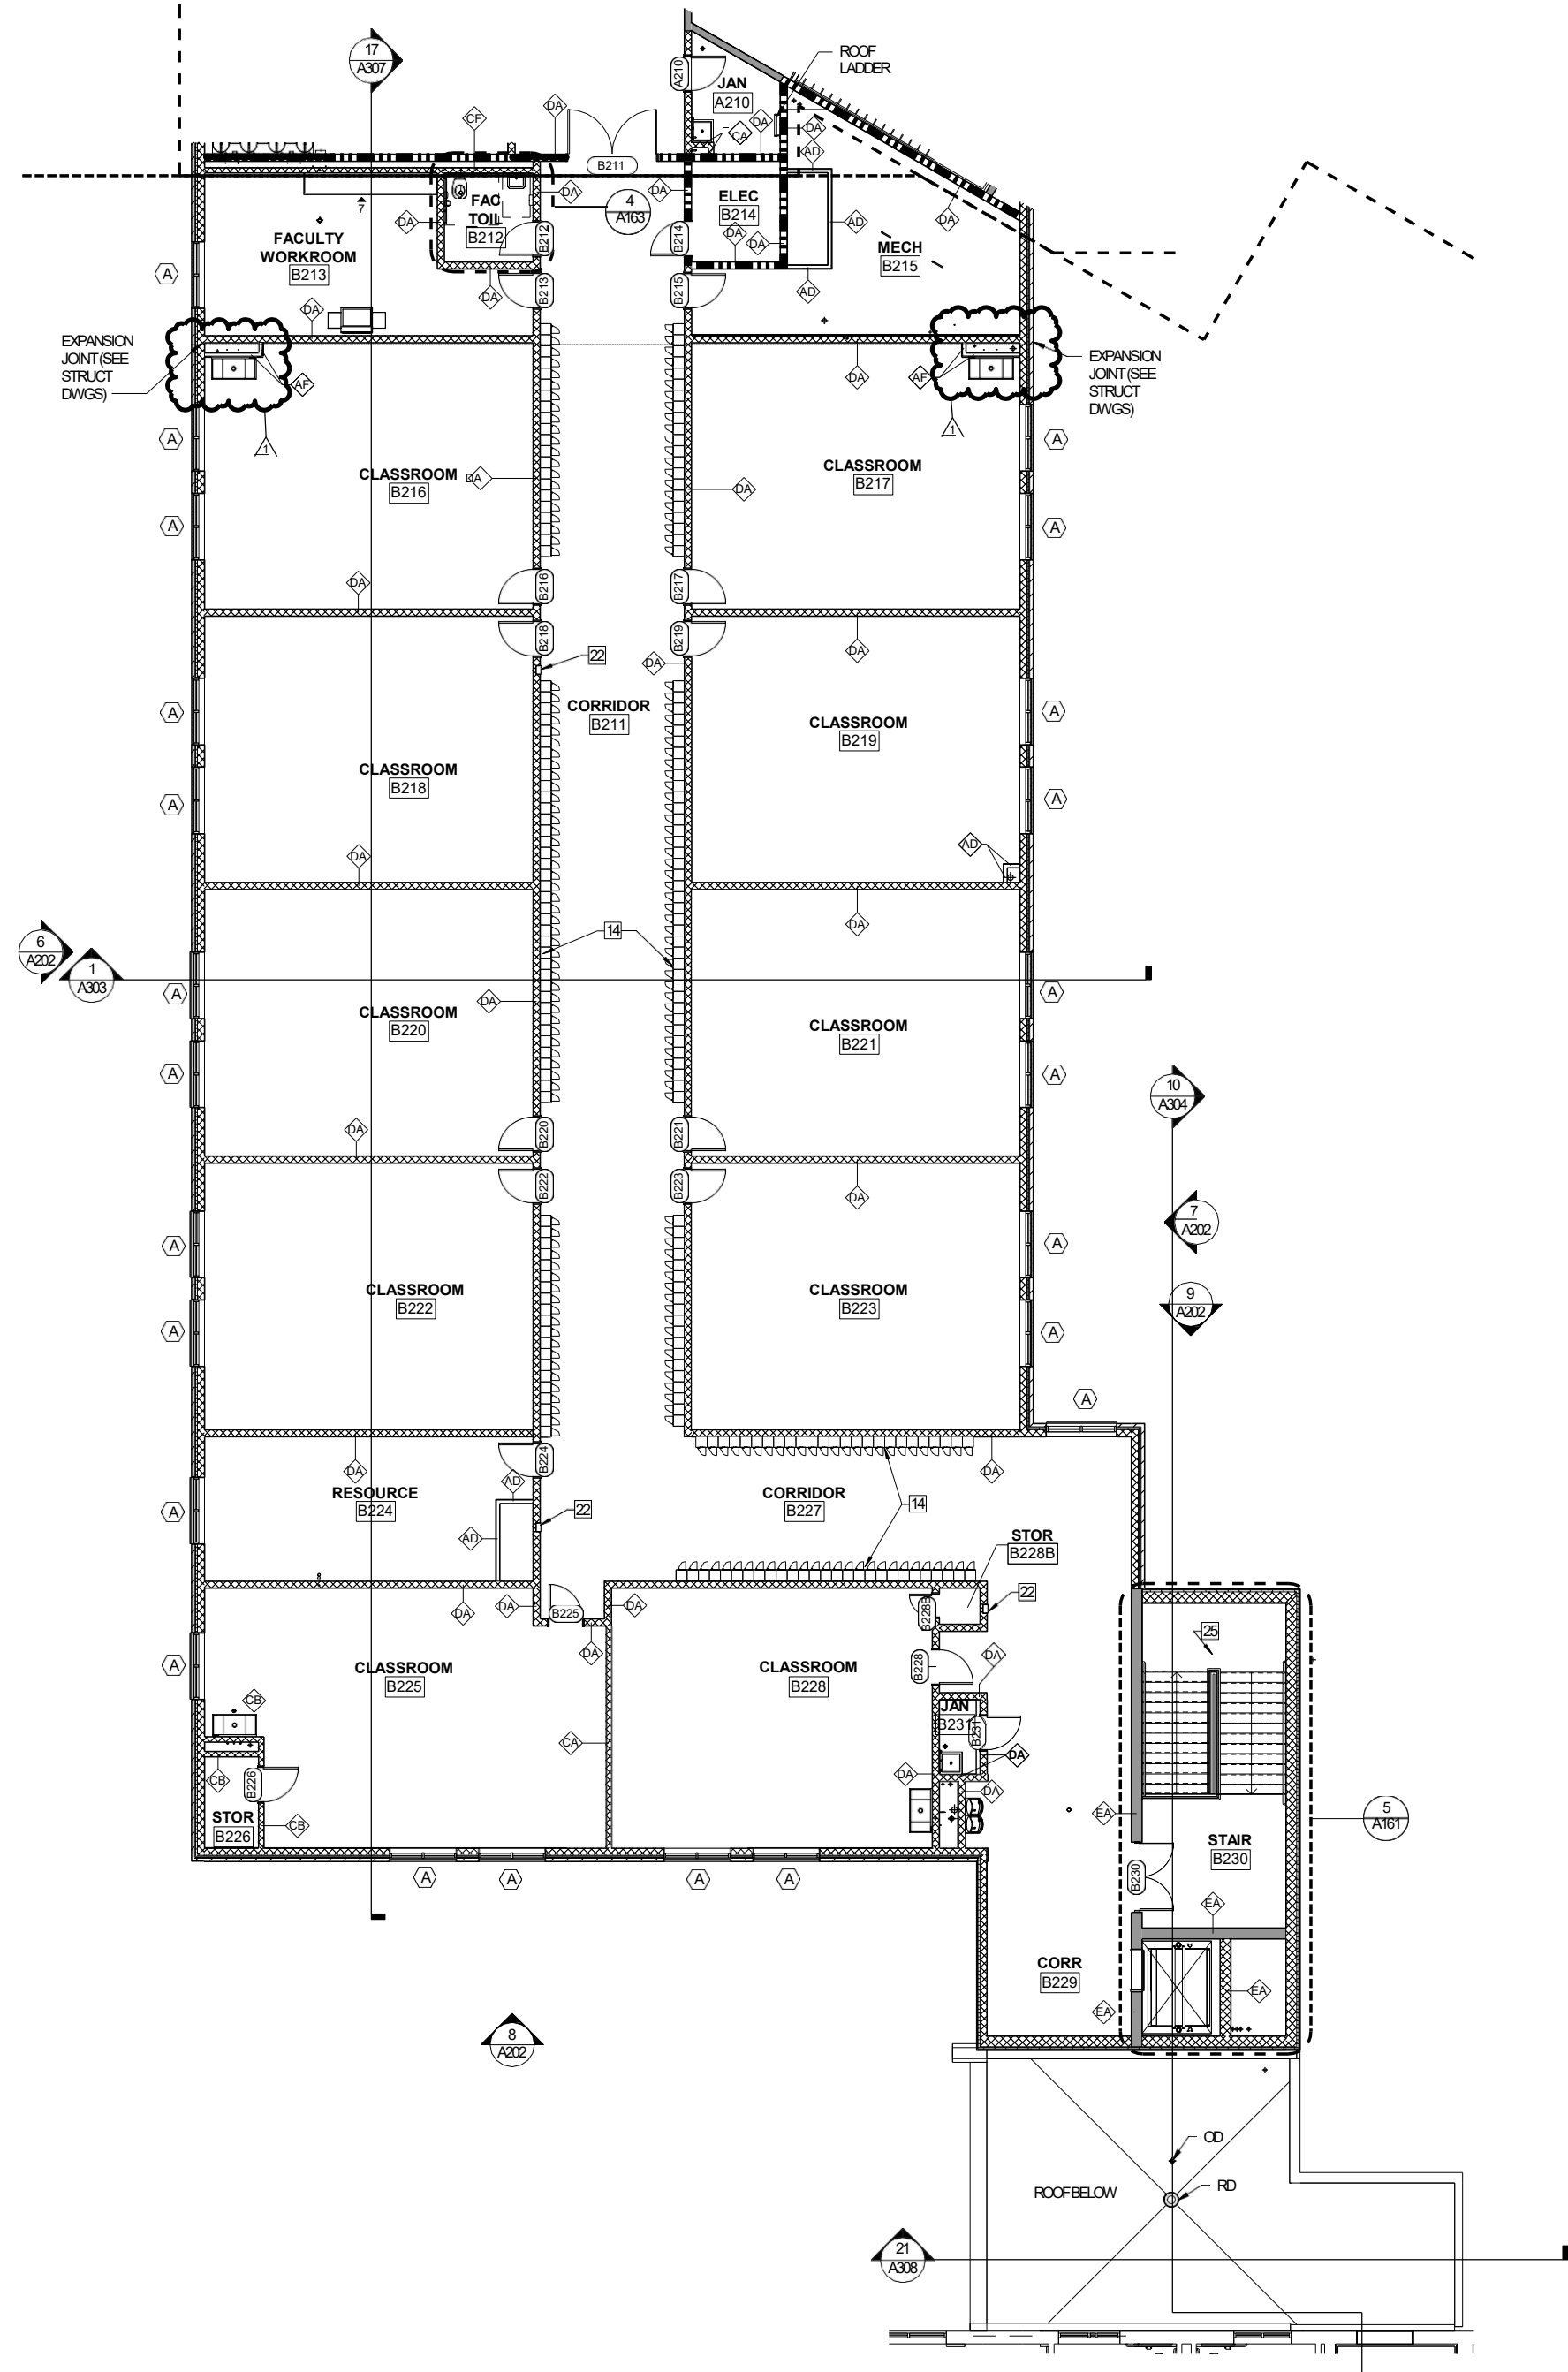 17
A307
ROOF
LADDER
A210
JAN
A210
CF
DA
CA
DA
DA
AD
B211
DA
DA
4
A163
FAC
TOIL
B212
B212
DA
ELEC
B214
B214
DA
DA
AD
DA
MECH
B215
FACULTY
WORKROOM
B213
7
A
DA
DA
B213
B215
AD
EXPANSION
JOINT (SEE
STRUCT
DWGS)
AF
1
DA
AF
1
EXPANSION
JOINT (SEE
STRUCT
DWGS)
A
CLASSROOM
B216
DA
DA
CLASSROOM
B217
A
A
A
DA
B216
B217
B218
B219
22
DA
DA
A
CORRIDOR
B211
CLASSROOM
B219
A
CLASSROOM
B218
A
A
DA
AD
6
A202
1
A303
14
DA
A
CLASSROOM
B220
DA
CLASSROOM
B221
A
A
A
DA
B220
B221
10
A304
B222
B223
DA
7
A202
A
A
CLASSROOM
B222
CLASSROOM
B223
9
A202
A
A
A
DA
B224
AD
DA
RESOURCE
B224
A
AD
22
CORRIDOR
B227
14
STOR
B228B
DA
DA
B225
DA
DA
B228B
22
25
A
CLASSROOM
B225
CLASSROOM
B228
B228
DA
CB
JAN
B231
B231
CA
DA
DA
DA
CB
B226
STOR
B226
CB
EA
5
A161
STAIR
B230
B230
A
A
A
A
EA
CORR
B229
EA
EA
8
A202
OD
ROOF BELOW
RD
21
A308